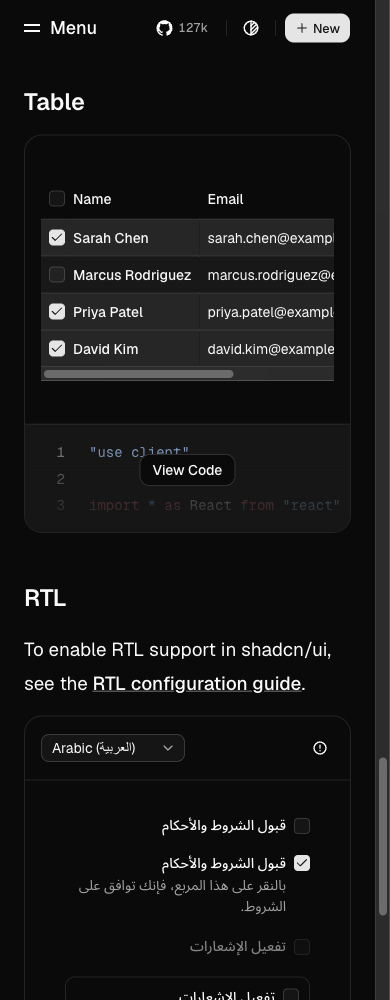 Menu 127k + New
Table
Name Email
Sarah Chen sarah.chen@exampl
Marcus Rodriguez marcus.rodriguez@e
Priya Patel priya.patel@example
David Kim david.kim@example
1 "use client"
View Code
2
3 import * as React from "react"
RTL
To enable RTL support in shadcn/ui,
see the RTL configuration guide.
Arabic (العربية)
قبول الشروط والأحكام
قبول الشروط والأحكام
بالنقر على هذا المربع، فإنك توافق على
الشروط.
تفعيل الإشعارات
تفعيل الإشعارات